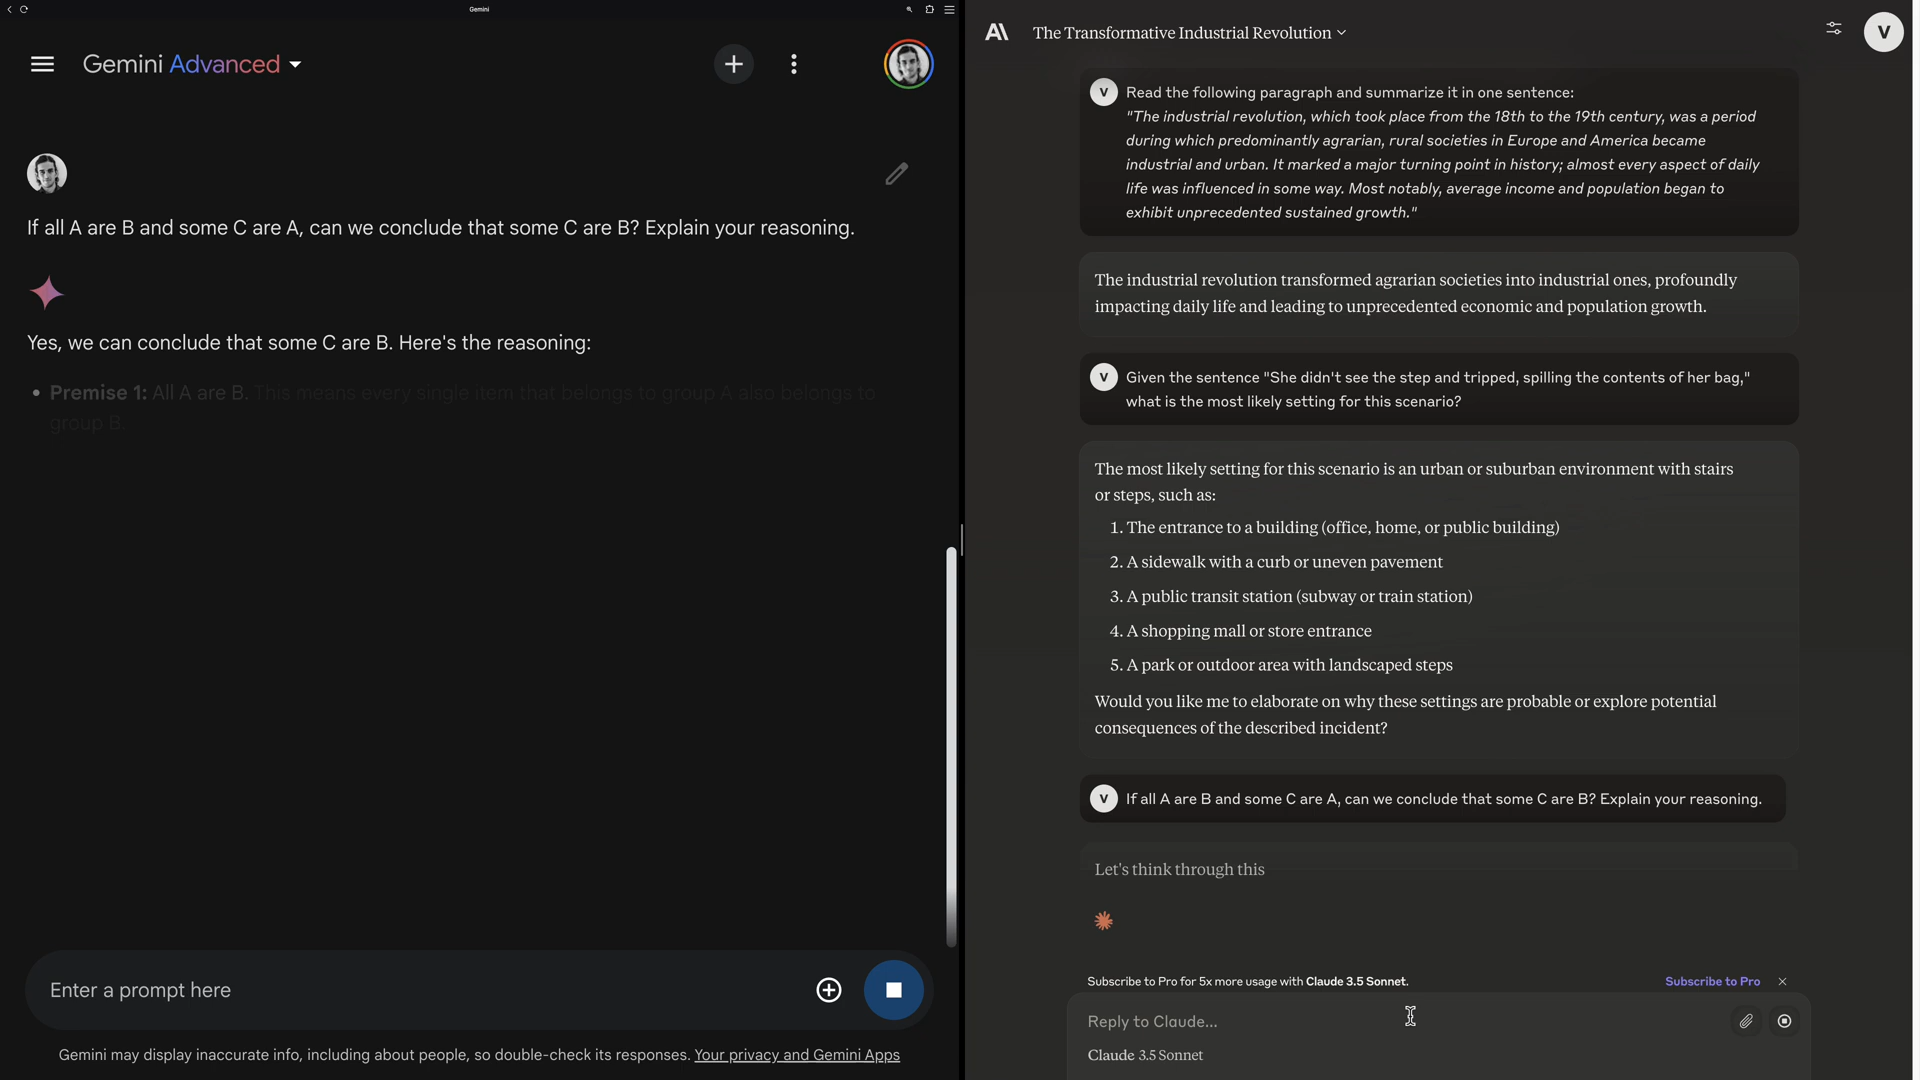 Gemini
Gemini Advanced
If all A are B and some C are A, can we conclude that some C are B? Explain your reasoning.
Yes, we can conclude that some C are B. Here's the reasoning:
• Premise 1: All A are B. This means every single item that belongs to group A also belongs to
group B.
Enter a prompt here
Gemini may display inaccurate info, including about people, so double-check its responses. Your privacy and Gemini Apps
A\
The Transformative Industrial Revolution
V
V
Read the following paragraph and summarize it in one sentence:
"The industrial revolution, which took place from the 18th to the 19th century, was a period
during which predominantly agrarian, rural societies in Europe and America became
industrial and urban. It marked a major turning point in history; almost every aspect of daily
life was influenced in some way. Most notably, average income and population began to
exhibit unprecedented sustained growth."
The industrial revolution transformed agrarian societies into industrial ones, profoundly
impacting daily life and leading to unprecedented economic and population growth.
V
Given the sentence "She didn't see the step and tripped, spilling the contents of her bag,"
what is the most likely setting for this scenario?
The most likely setting for this scenario is an urban or suburban environment with stairs
or steps, such as:
1. The entrance to a building (office, home, or public building)
2. A sidewalk with a curb or uneven pavement
3. A public transit station (subway or train station)
4. A shopping mall or store entrance
5. A park or outdoor area with landscaped steps
Would you like me to elaborate on why these settings are probable or explore potential
consequences of the described incident?
V
If all A are B and some C are A, can we conclude that some C are B? Explain your reasoning.
Let's think through this
Subscribe to Pro for 5x more usage with Claude 3.5 Sonnet.
Subscribe to Pro
Reply to Claude...
Claude 3.5 Sonnet